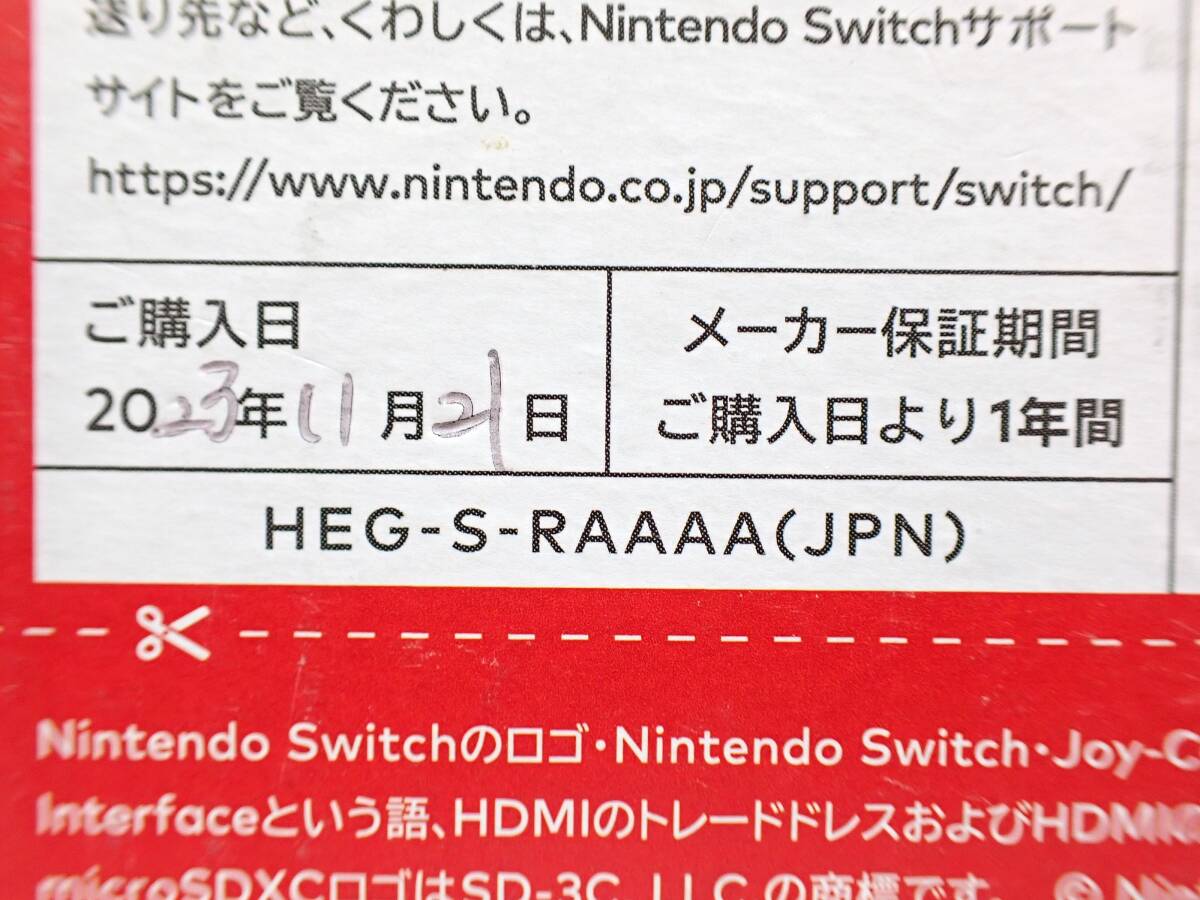 送り先など、くわしくは、Nintendo Switchサポート
サイトをご覧ください。
https://www.nintendo.co.jp/support/switch/
ご購入日
2023年11月21日
メーカー保証期間
ご購入日より1年間
HEG-S-RAAAA(JPN)
Nintendo Switchのロゴ・Nintendo Switch・Joy-C
Interfaceという語、HDMIのトレードドレスおよびHDMI
microSDXCロゴはSD-3C, LLC の商標です。 ©